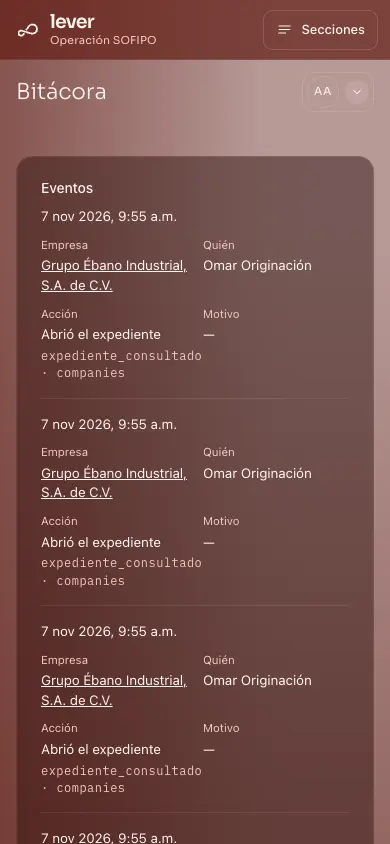 lever
Operación SOFIPO
Secciones
Bitácora
AA
Eventos
7 nov 2026, 9:55 a.m.
Empresa
Quién
Grupo Ébano Industrial,
S.A. de C.V.
Omar Originación
Acción
Motivo
Abrió el expediente
—
expediente_consultado
· companies
7 nov 2026, 9:55 a.m.
Empresa
Quién
Grupo Ébano Industrial,
S.A. de C.V.
Omar Originación
Acción
Motivo
Abrió el expediente
—
expediente_consultado
· companies
7 nov 2026, 9:55 a.m.
Empresa
Quién
Grupo Ébano Industrial,
S.A. de C.V.
Omar Originación
Acción
Motivo
Abrió el expediente
—
expediente_consultado
· companies
7 nov 2026, 9:55 a.m.